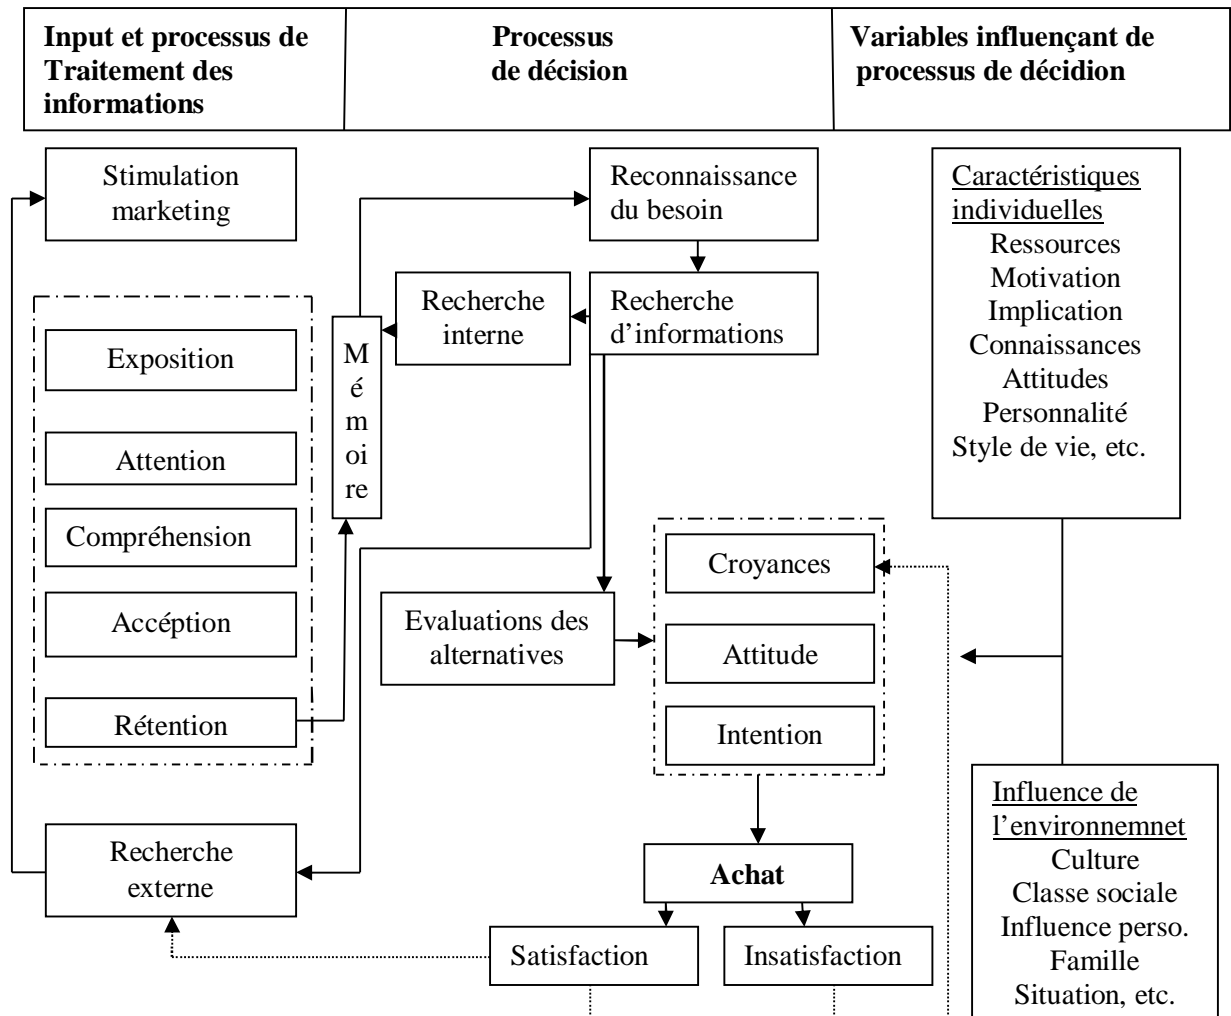 Input et processus de
Traitement des
informations
Processus
de décision
Variables influençant de
processus de décidion
Stimulation
marketing
Reconnaissance
du besoin
Caractéristiques
individuelles
Ressources
Motivation
Implication
Connaissances
Attitudes
Personnalité
Style de vie, etc.
Recherche
interne
Recherche
d’informations
M
é
m
oi
re
Exposition
Attention
Compréhension
Accéption
Rétention
Croyances
Evaluations des
alternatives
Attitude
Intention
Influence de
l’environnemnet
Culture
Classe sociale
Influence perso.
Famille
Situation, etc.
Recherche
externe
Achat
Satisfaction
Insatisfaction